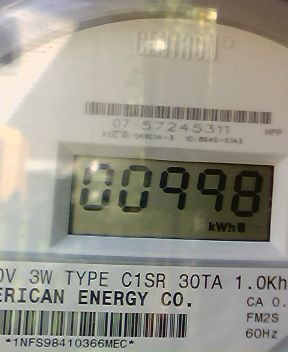 CENTRON
07 57245311
NPP
00998
kWh
0V 3W TYPE C1SR 30TA 1.0Kh
ERICAN ENERGY CO.
CA 0.
FM2S
60Hz
*1NFS98410366MEC*